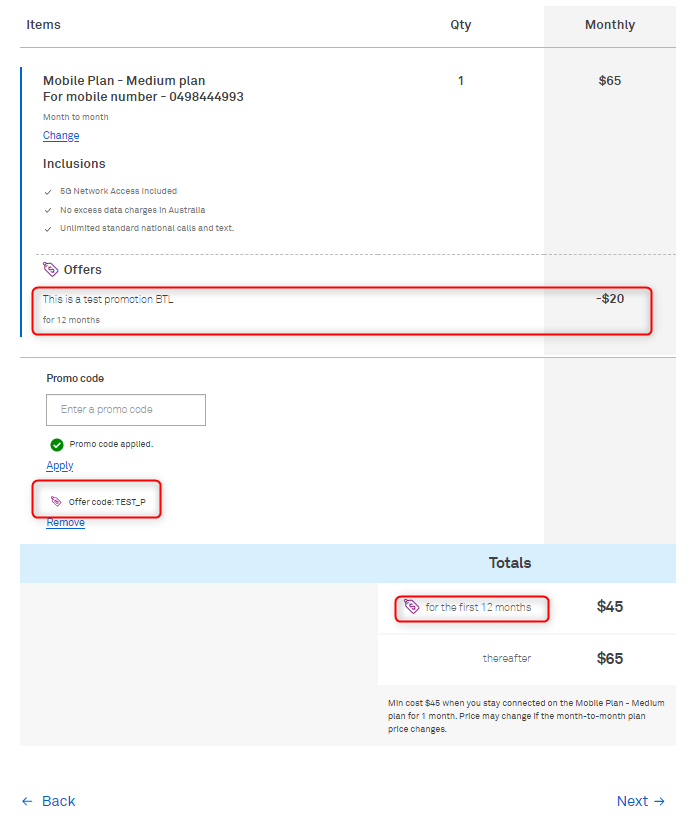 Items Qty Monthly
Mobile Plan - Medium plan 1 $65
For mobile number - 0498444993
Month to month
Change
Inclusions
5G Network Access Included
No excess data charges in Australia
Unlimited standard national calls and text.
Offers
This is a test promotion BTL -$20
for 12 months
Promo code
Enter a promo code
Promo code applied.
Apply
Offer code: TEST_P
Remove
Totals
for the first 12 months $45
thereafter $65
Min cost $45 when you stay connected on the Mobile Plan - Medium
plan for 1 month. Price may change if the month-to-month plan
price changes.
← Back Next →